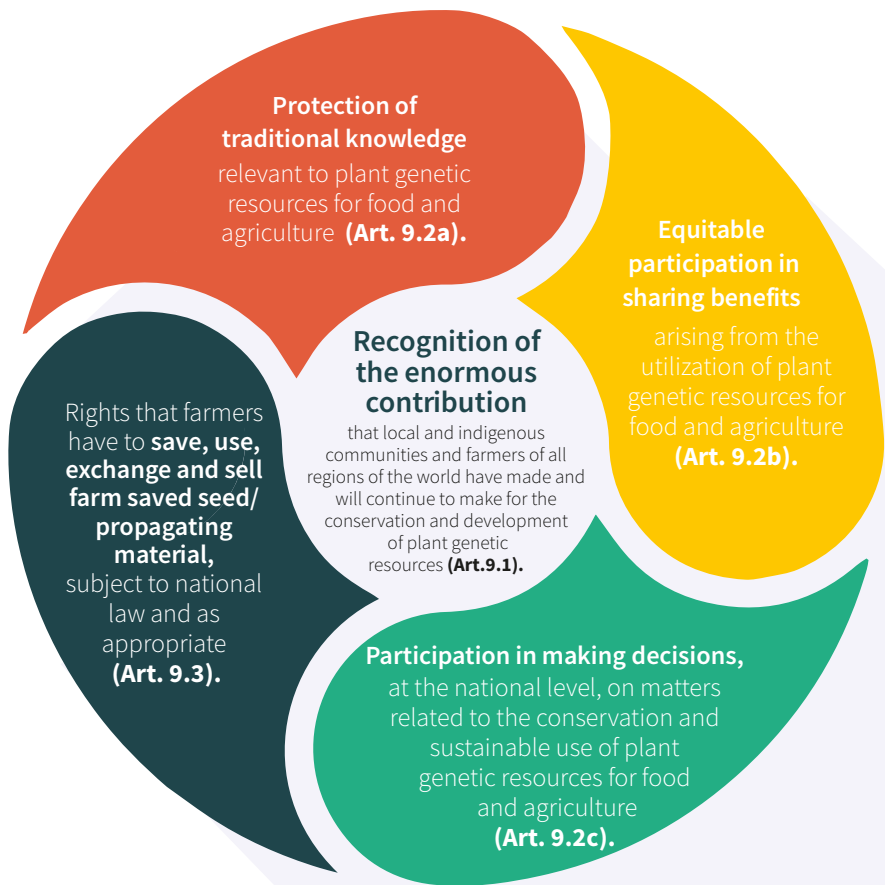 Protection of
traditional knowledge
relevant to plant genetic
resources for food and
agriculture (Art. 9.2a).
Equitable
participation in
sharing benefits
arising from the
utilization of plant
genetic resources for
food and agriculture
(Art. 9.2b).
Recognition of
the enormous
contribution
that local and indigenous
communities and farmers of all
regions of the world have made and
will continue to make for the
conservation and development
of plant genetic
resources (Art.9.1).
Rights that farmers
have to save, use,
exchange and sell
farm saved seed/
propagating
material,
subject to national
law and as
appropriate
(Art. 9.3).
Participation in making decisions,
at the national level, on matters
related to the conservation and
sustainable use of plant
genetic resources for food
and agriculture
(Art. 9.2c).